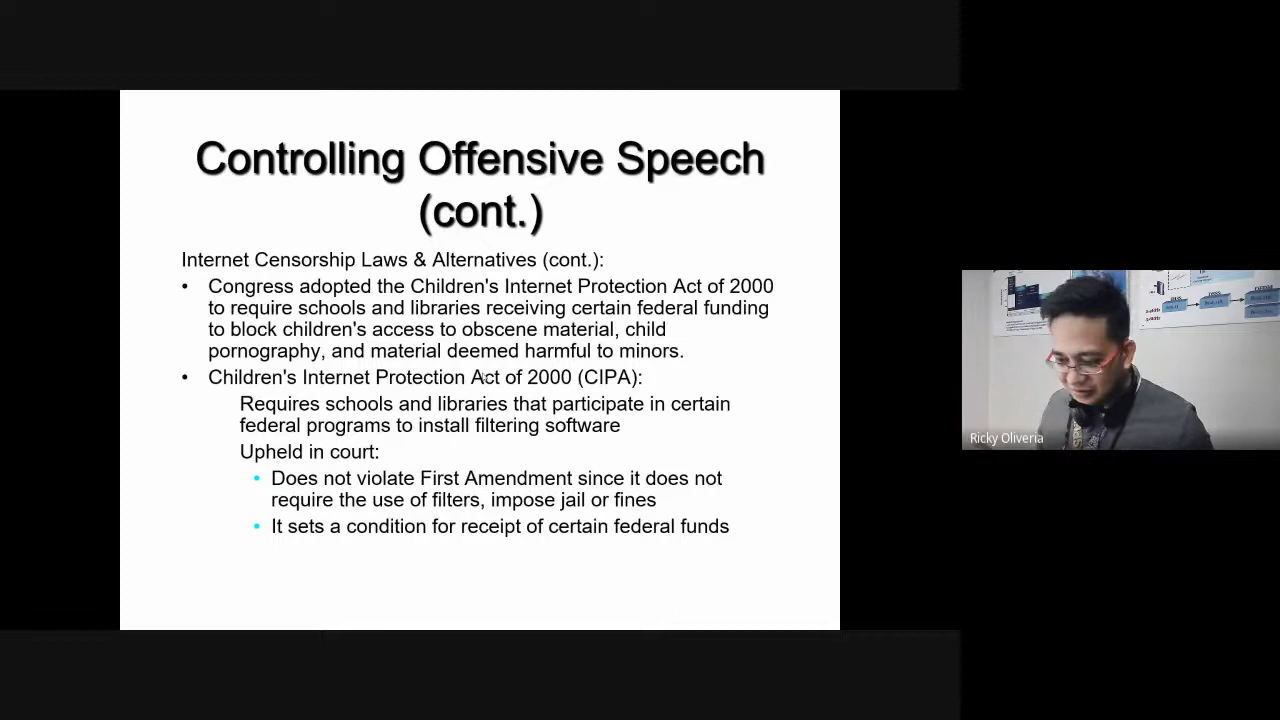 Controlling Offensive Speech
(cont.)
Internet Censorship Laws & Alternatives (cont.):
• Congress adopted the Children's Internet Protection Act of 2000
to require schools and libraries receiving certain federal funding
to block children's access to obscene material, child
pornography, and material deemed harmful to minors.
• Children's Internet Protection Act of 2000 (CIPA):
Requires schools and libraries that participate in certain
federal programs to install filtering software
Upheld in court:
• Does not violate First Amendment since it does not
require the use of filters, impose jail or fines
• It sets a condition for receipt of certain federal funds
Ricky Oliveria